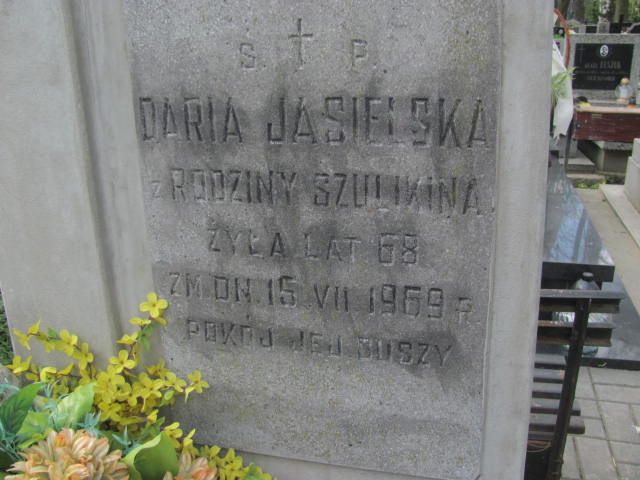 Ś. P.
DARIA JASIELSKA
z RODZINY SZULIKINA
ŻYŁA LAT 68
ZM. DN. 15. VII. 1969 R.
POKÓJ JEJ DUSZY